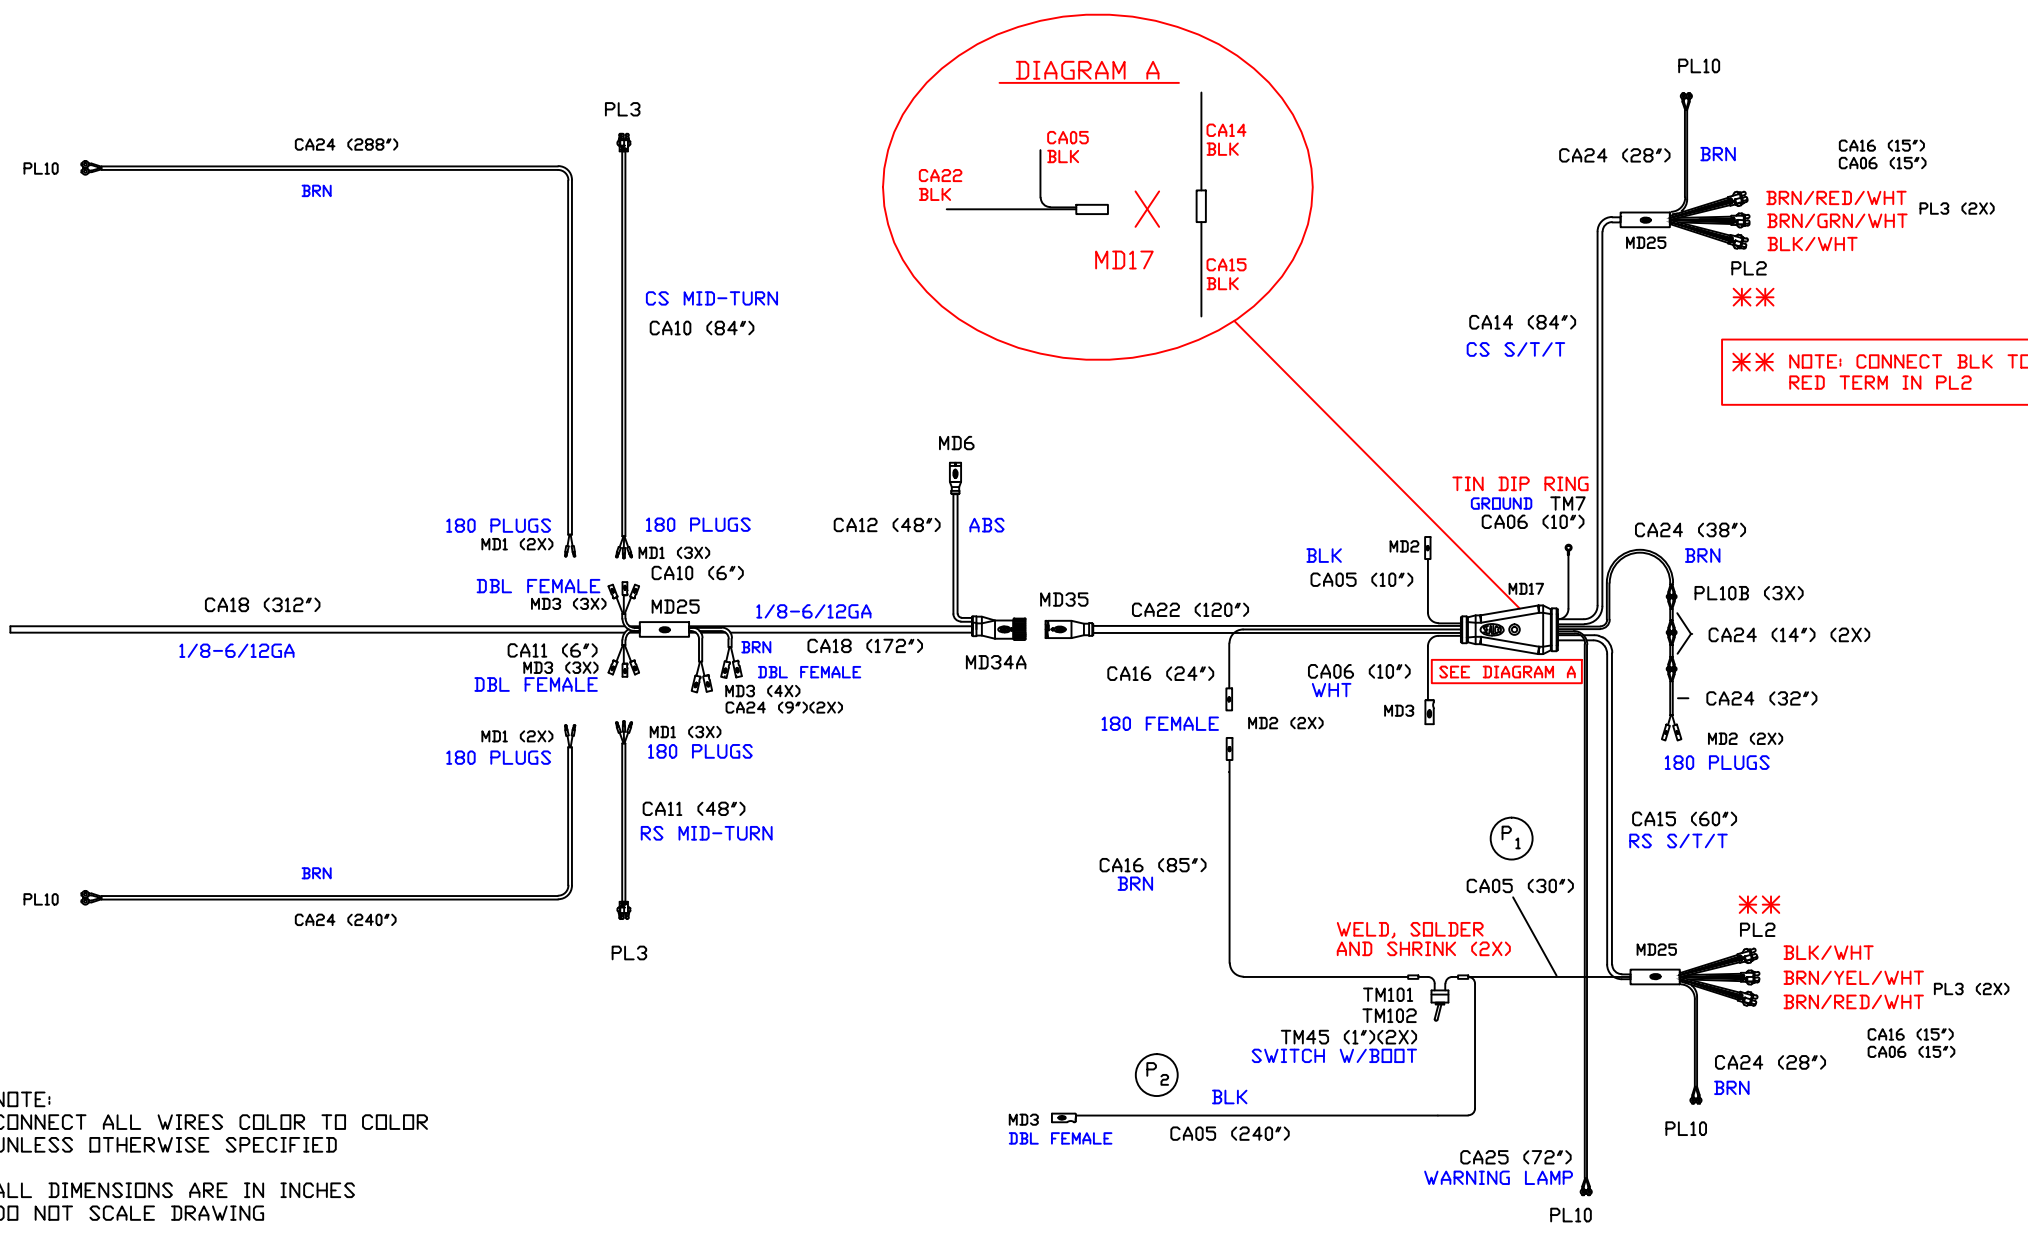 DIAGRAM A
CA05
BLK
CA22
BLK
CA14
BLK
MD17
CA15
BLK
PL10
CA24 (288")
BRN
PL3
CS MID-TURN
CA10 (84")
180 PLUGS
MD1 (2X)
180 PLUGS
MD1 (3X)
CA10 (6")
DBL FEMALE
MD3 (3X)
MD25
CA18 (312")
1/8-6/12GA
1/8-6/12GA
CA18 (172")
CA11 (6")
MD3 (3X)
DBL FEMALE
BRN
DBL FEMALE
MD3 (4X)
CA24 (9")(2X)
MD1 (2X)
180 PLUGS
MD1 (3X)
180 PLUGS
CA11 (48")
RS MID-TURN
BRN
PL10
CA24 (240")
PL3
MD6
CA12 (48")
ABS
MD34A
MD35
CA22 (120")
CA16 (24")
180 FEMALE
MD2 (2X)
CA16 (85")
BRN
BLK
MD2
CA05 (10")
CA06 (10")
WHT
MD3
TIN DIP RING
GROUND TM7
CA06 (10")
MD17
SEE DIAGRAM A
PL10
CA24 (28")
BRN
CA16 (15")
CA06 (15")
BRN/RED/WHT
BRN/GRN/WHT
BLK/WHT
PL3 (2X)
MD25
PL2
**
CA14 (84")
CS S/T/T
** NOTE: CONNECT BLK TO
RED TERM IN PL2
CA24 (38")
BRN
PL10B (3X)
CA24 (14") (2X)
CA24 (32")
MD2 (2X)
180 PLUGS
CA15 (60")
RS S/T/T
P1
CA05 (30")
WELD, SOLDER
AND SHRINK (2X)
TM101
TM102
TM45 (1")(2X)
SWITCH W/BOOT
P2
BLK
MD3
DBL FEMALE
CA05 (240")
**
PL2
MD25
BLK/WHT
BRN/YEL/WHT
BRN/RED/WHT
PL3 (2X)
CA16 (15")
CA06 (15")
CA24 (28")
BRN
PL10
CA25 (72")
WARNING LAMP
PL10
NOTE:
CONNECT ALL WIRES COLOR TO COLOR
UNLESS OTHERWISE SPECIFIED
ALL DIMENSIONS ARE IN INCHES
DO NOT SCALE DRAWING